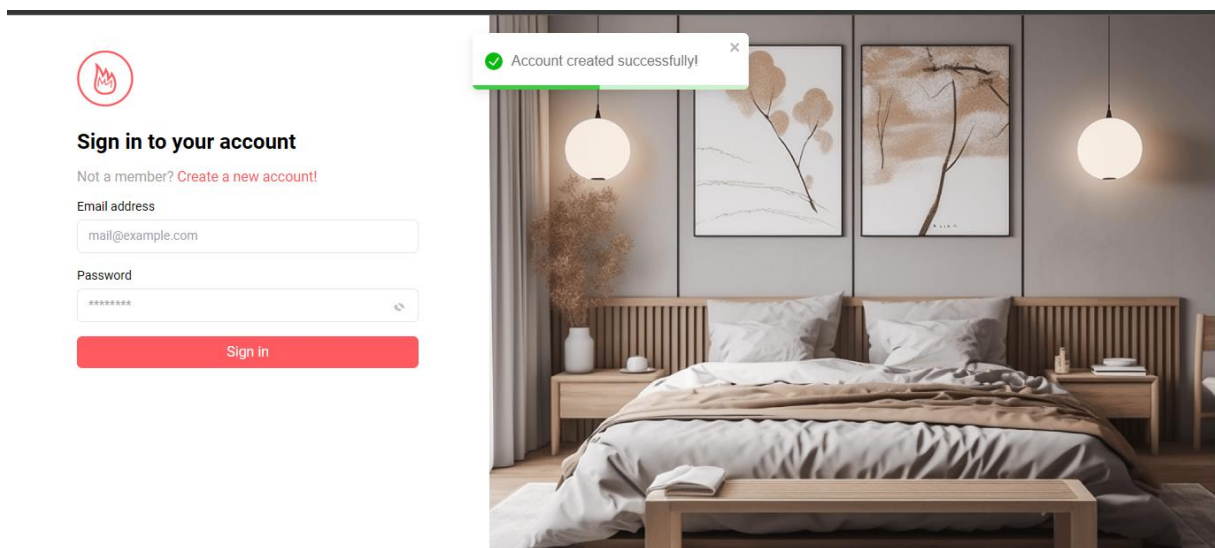 Account created successfully!
Sign in to your account
Not a member? Create a new account!
Email address
mail@example.com
Password
********
Sign in